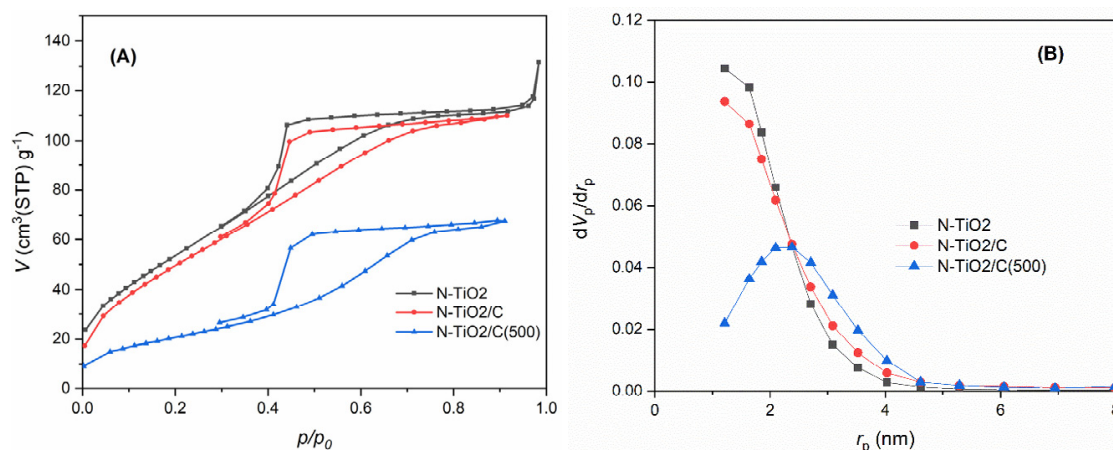 (A)
140
120
100
80
60
40
20
0
V (cm³(STP) g⁻¹
N-TiO2
N-TiO2/C
N-TiO2/C(500)
0.0 0.2 0.4 0.6 0.8 1.0
p/p₀
(B)
0.12
0.10
0.08
0.06
0.04
0.02
0.00
dVₚ/drₚ
N-TiO2
N-TiO2/C
N-TiO2/C(500)
0 2 4 6 8
rₚ (nm)